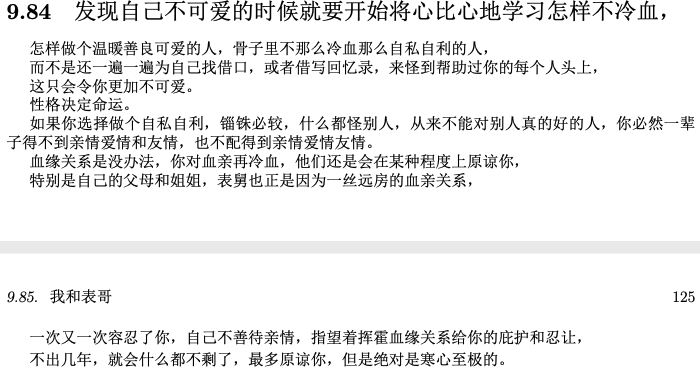 9.84 发现自己不可爱的时候就要开始将心比心地学习怎样不冷血，
怎样做个温暖善良可爱的人，骨子里不那么冷血那么自私自利的人，
而不是还一遍一遍为自己找借口，或者借写回忆录，来怪到帮助过你的每个人头上，
这只会令你更加不可爱。
性格决定命运。
如果你选择做个自私自利，锱铢必较，什么都怪别人，从来不能对别人真的好的人，你必然一辈
子得不到亲情爱情和友情，也不配得到亲情爱情友情。
血缘关系是没办法，你对血亲再冷血，他们还是会在某种程度上原谅你，
特别是自己的父母和姐姐，表舅也正是因为一丝远房的血亲关系，
9.85. 我和表哥 125
一次又一次容忍了你，自己不善待亲情，指望着挥霍血缘关系给你的庇护和忍让，
不出几年，就会什么都不剩了，最多原谅你，但是绝对是寒心至极的。